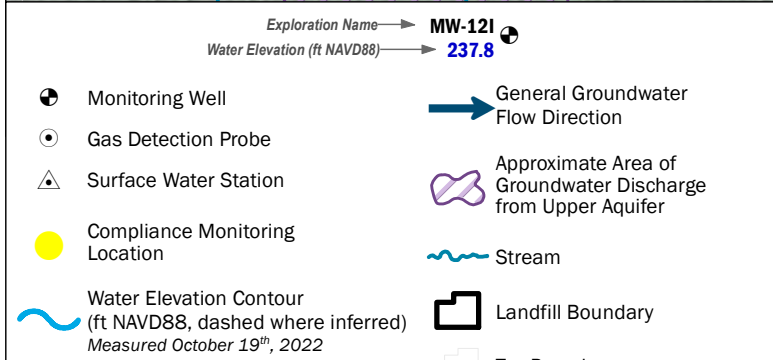 Exploration Name MW-12I
Water Elevation (ft NAVD88) 237.8
Monitoring Well
Gas Detection Probe
Surface Water Station
Compliance Monitoring
Location
Water Elevation Contour
(ft NAVD88, dashed where inferred)
Measured October 19th, 2022
General Groundwater
Flow Direction
Approximate Area of
Groundwater Discharge
from Upper Aquifer
Stream
Landfill Boundary